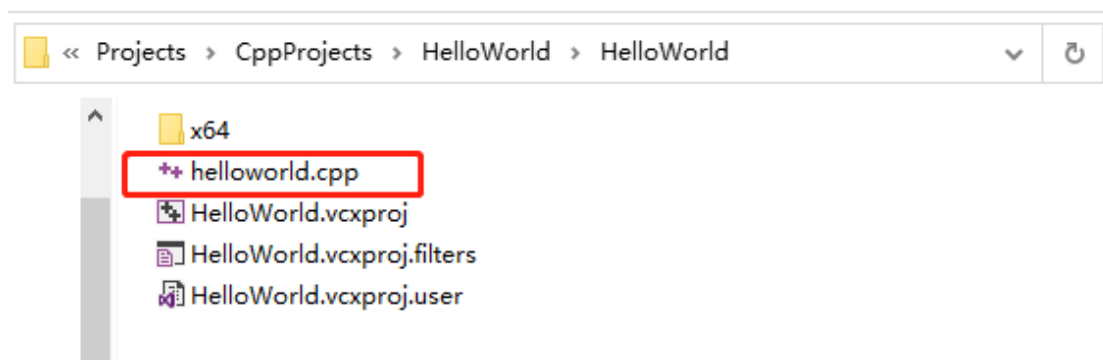 « Projects > CppProjects > HelloWorld > HelloWorld
x64
helloworld.cpp
HelloWorld.vcxproj
HelloWorld.vcxproj.filters
HelloWorld.vcxproj.user